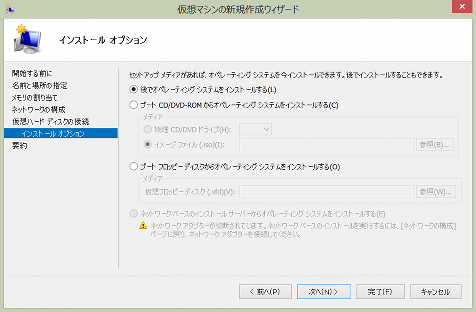 仮想マシンの新規作成ウィザード
インストール オプション
開始する前に
名前と場所の指定
メモリの割り当て
ネットワークの構成
仮想ハード ディスクの接続
インストール オプション
要約
セットアップ メディアがあれば、オペレーティング システムを今インストールできます。後でインストールすることもできます。
後でオペレーティング システムをインストールする(L)
ブート CD/DVD-ROM からオペレーティング システムをインストールする(C)
メディア
物理 CD/DVD ドライブ(H):
イメージ ファイル (.iso)(I):
参照(B)...
ブート フロッピー ディスクからオペレーティング システムをインストールする(O)
メディア
仮想フロッピー ディスク (.vfd)(V):
参照(W)...
ネットワーク ベースのインストール サーバーからオペレーティング システムをインストールする(E)
ネットワーク アダプターが切断されています。ネットワーク ベースのインストールを実行するには、[ネットワークの構成]
ページに戻り、ネットワーク アダプターを接続してください。
< 前へ(P)
次へ(N) >
完了(F)
キャンセル